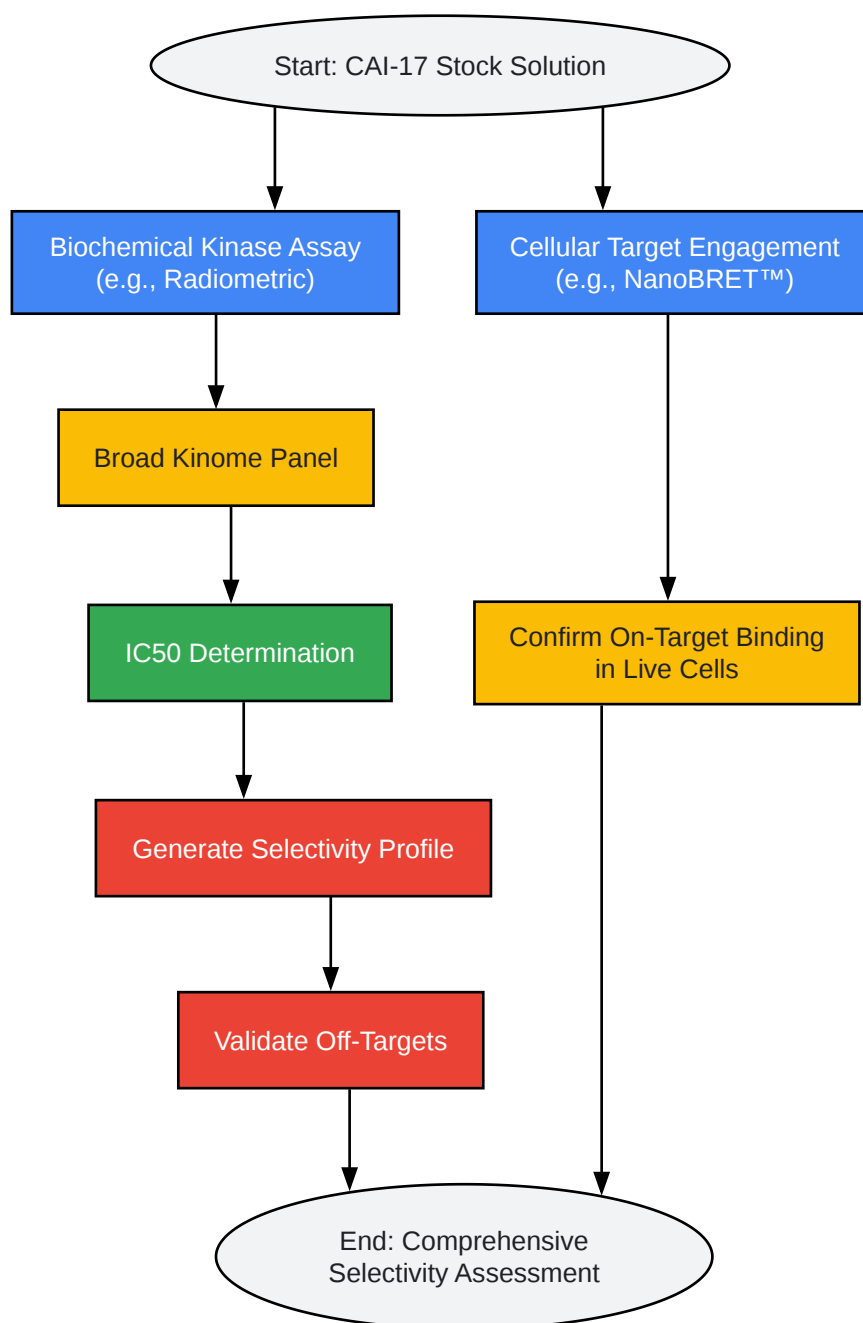 Start: CAI-17 Stock Solution
Biochemical Kinase Assay
(e.g., Radiometric)
Cellular Target Engagement
(e.g., NanoBRET™)
Broad Kinome Panel
IC50 Determination
Confirm On-Target Binding
in Live Cells
Generate Selectivity Profile
Validate Off-Targets
End: Comprehensive
Selectivity Assessment